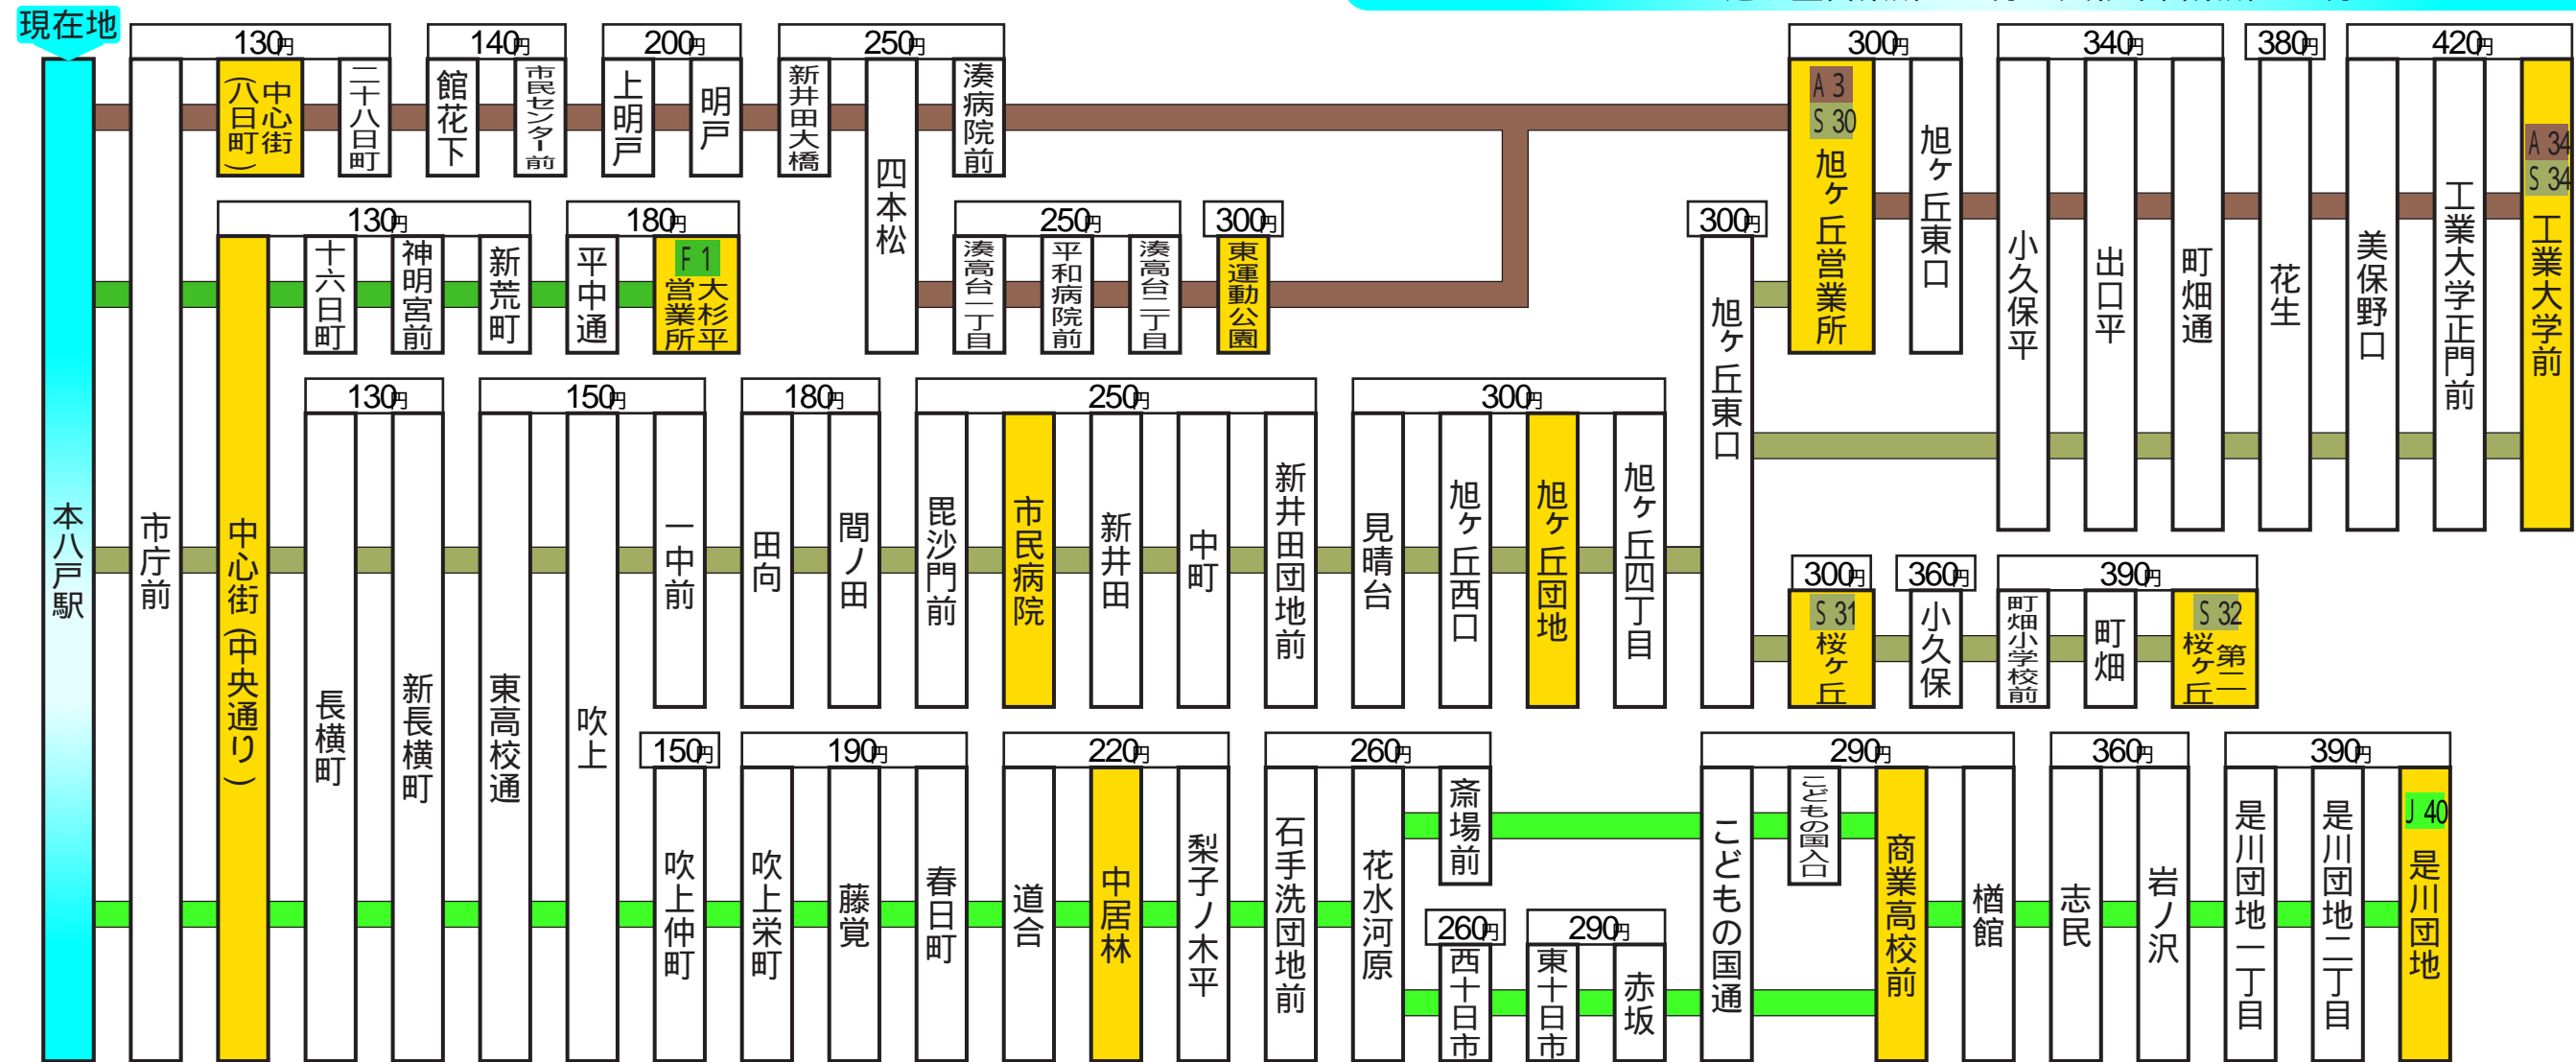 現在地
本八戸駅
130円
140円
200円
250円
300円
340円
380円
420円
市庁前
中心街
(八日町)
二十八日町
館花下
市民センター前
上明戸
明戸
新井田大橋
四本松
湊病院前
A 3
S 30
旭ヶ丘営業所
旭ヶ丘東口
小久保平
出口平
町畑通
花生
美保野口
工業大学正門前
A 34
S 34
工業大学前
130円
180円
250円
300円
300円
中心街(中央通り)
十六日町
神明宮前
新荒町
平中通
F 1
大杉平
営業所
湊高台一丁目
平和病院前
湊高台二丁目
東運動公園
旭ヶ丘東口
130円
150円
180円
250円
300円
長横町
新長横町
東高校通
吹上
一中前
田向
間ノ田
毘沙門前
市民病院
新井田
中町
新井田団地前
見晴台
旭ヶ丘西口
旭ヶ丘団地
旭ヶ丘四丁目
300円
360円
390円
S 31
桜ヶ丘
小久保
町畑小学校前
町畑
S 32
第二
桜ヶ丘
150円
190円
220円
260円
290円
360円
390円
吹上仲町
吹上栄町
藤覚
春日町
道合
中居林
梨子ノ木平
石手洗団地前
花水河原
斎場前
こどもの国通
こどもの国入口
商業高校前
楢館
志民
岩ノ沢
是川団地一丁目
是川団地二丁目
J 40
是川団地
260円
290円
西十日市
東十日市
赤坂